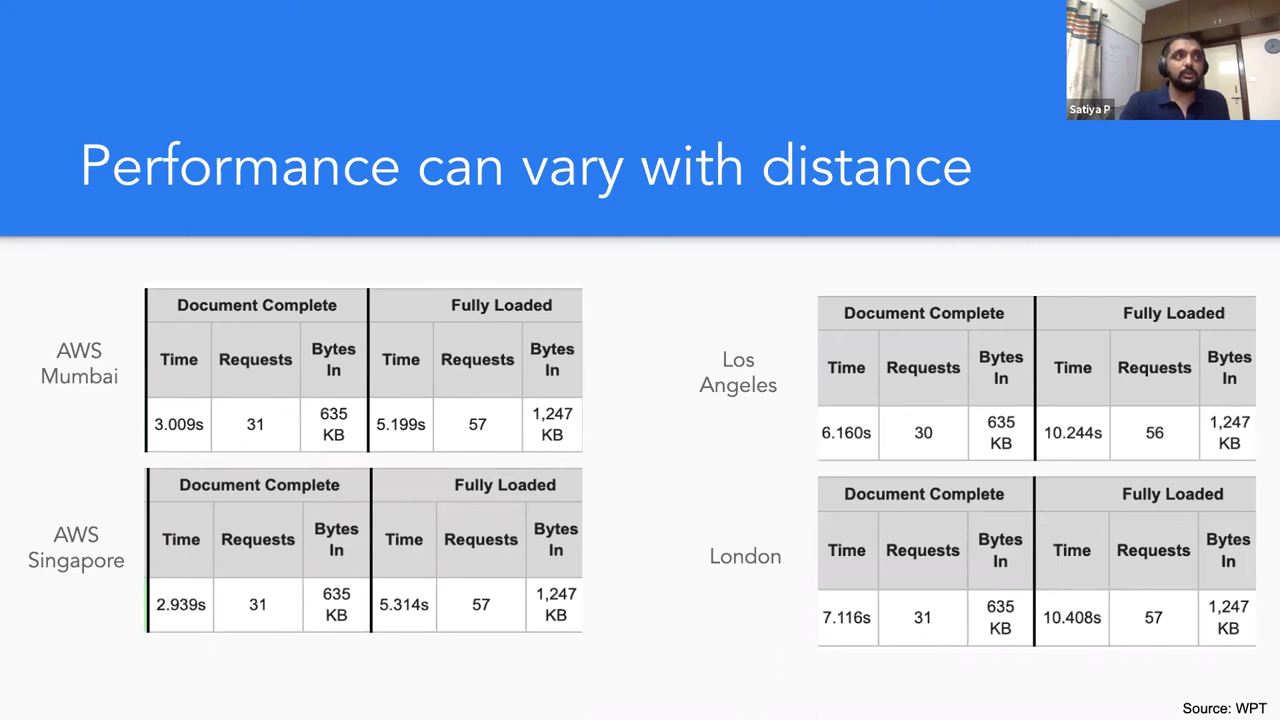 Satiya P
Performance can vary with distance
AWS
Mumbai
Document Complete Fully Loaded
Time Requests Bytes In Time Requests Bytes In
3.009s 31 635 KB 5.199s 57 1,247 KB
AWS
Singapore
Document Complete Fully Loaded
Time Requests Bytes In Time Requests Bytes In
2.939s 31 635 KB 5.314s 57 1,247 KB
Los
Angeles
Document Complete Fully Loaded
Time Requests Bytes In Time Requests Bytes In
6.160s 30 635 KB 10.244s 56 1,247 KB
London
Document Complete Fully Loaded
Time Requests Bytes In Time Requests Bytes In
7.116s 31 635 KB 10.408s 57 1,247 KB
Source: WPT